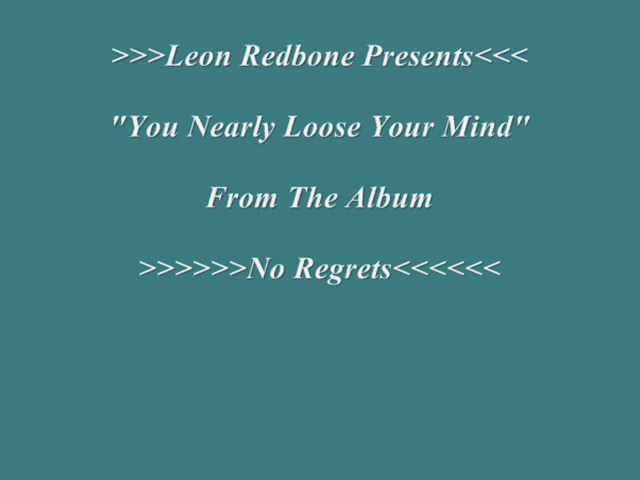 >>>Leon Redbone Presents<<<
"You Nearly Loose Your Mind"
From The Album
>>>>>>No Regrets<<<<<<